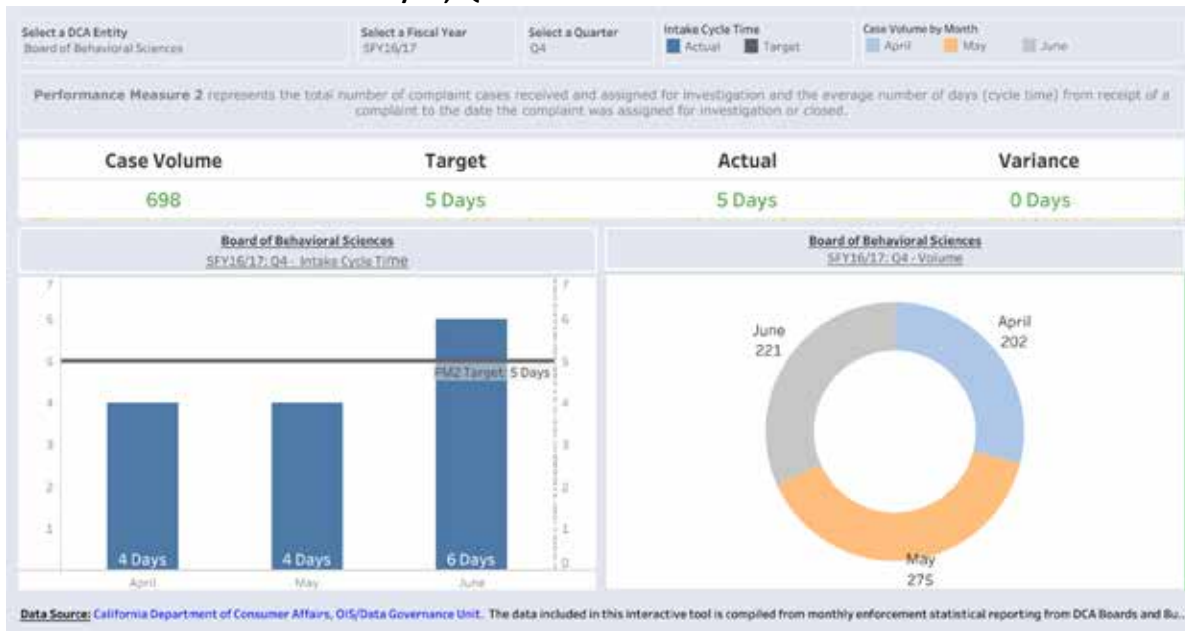 Select a DCA Entity
Board of Behavioral Sciences
Select a Fiscal Year
SFY16/17
Select a Quarter
Q4
Intake Cycle Time
Actual Target
Case Volume by Month
April May June
Performance Measure 2 represents the total number of complaint cases received and assigned for investigation and the average number of days (cycle time) from receipt of a
complaint to the date the complaint was assigned for investigation or closed.
Case Volume Target Actual Variance
698 5 Days 5 Days 0 Days
Board of Behavioral Sciences
SFY16/17: Q4 - Intake Cycle Time
7 7
6 6
5 5
PM2 Target: 5 Days
4 4
3 3
2 2
1 1
0
4 Days 4 Days 6 Days
April May June
Board of Behavioral Sciences
SFY16/17: Q4 - Volume
June
221
April
202
May
275
Data Source: California Department of Consumer Affairs, OIS/Data Governance Unit. The data included in this interactive tool is compiled from monthly enforcement statistical reporting from DCA Boards and Bu...